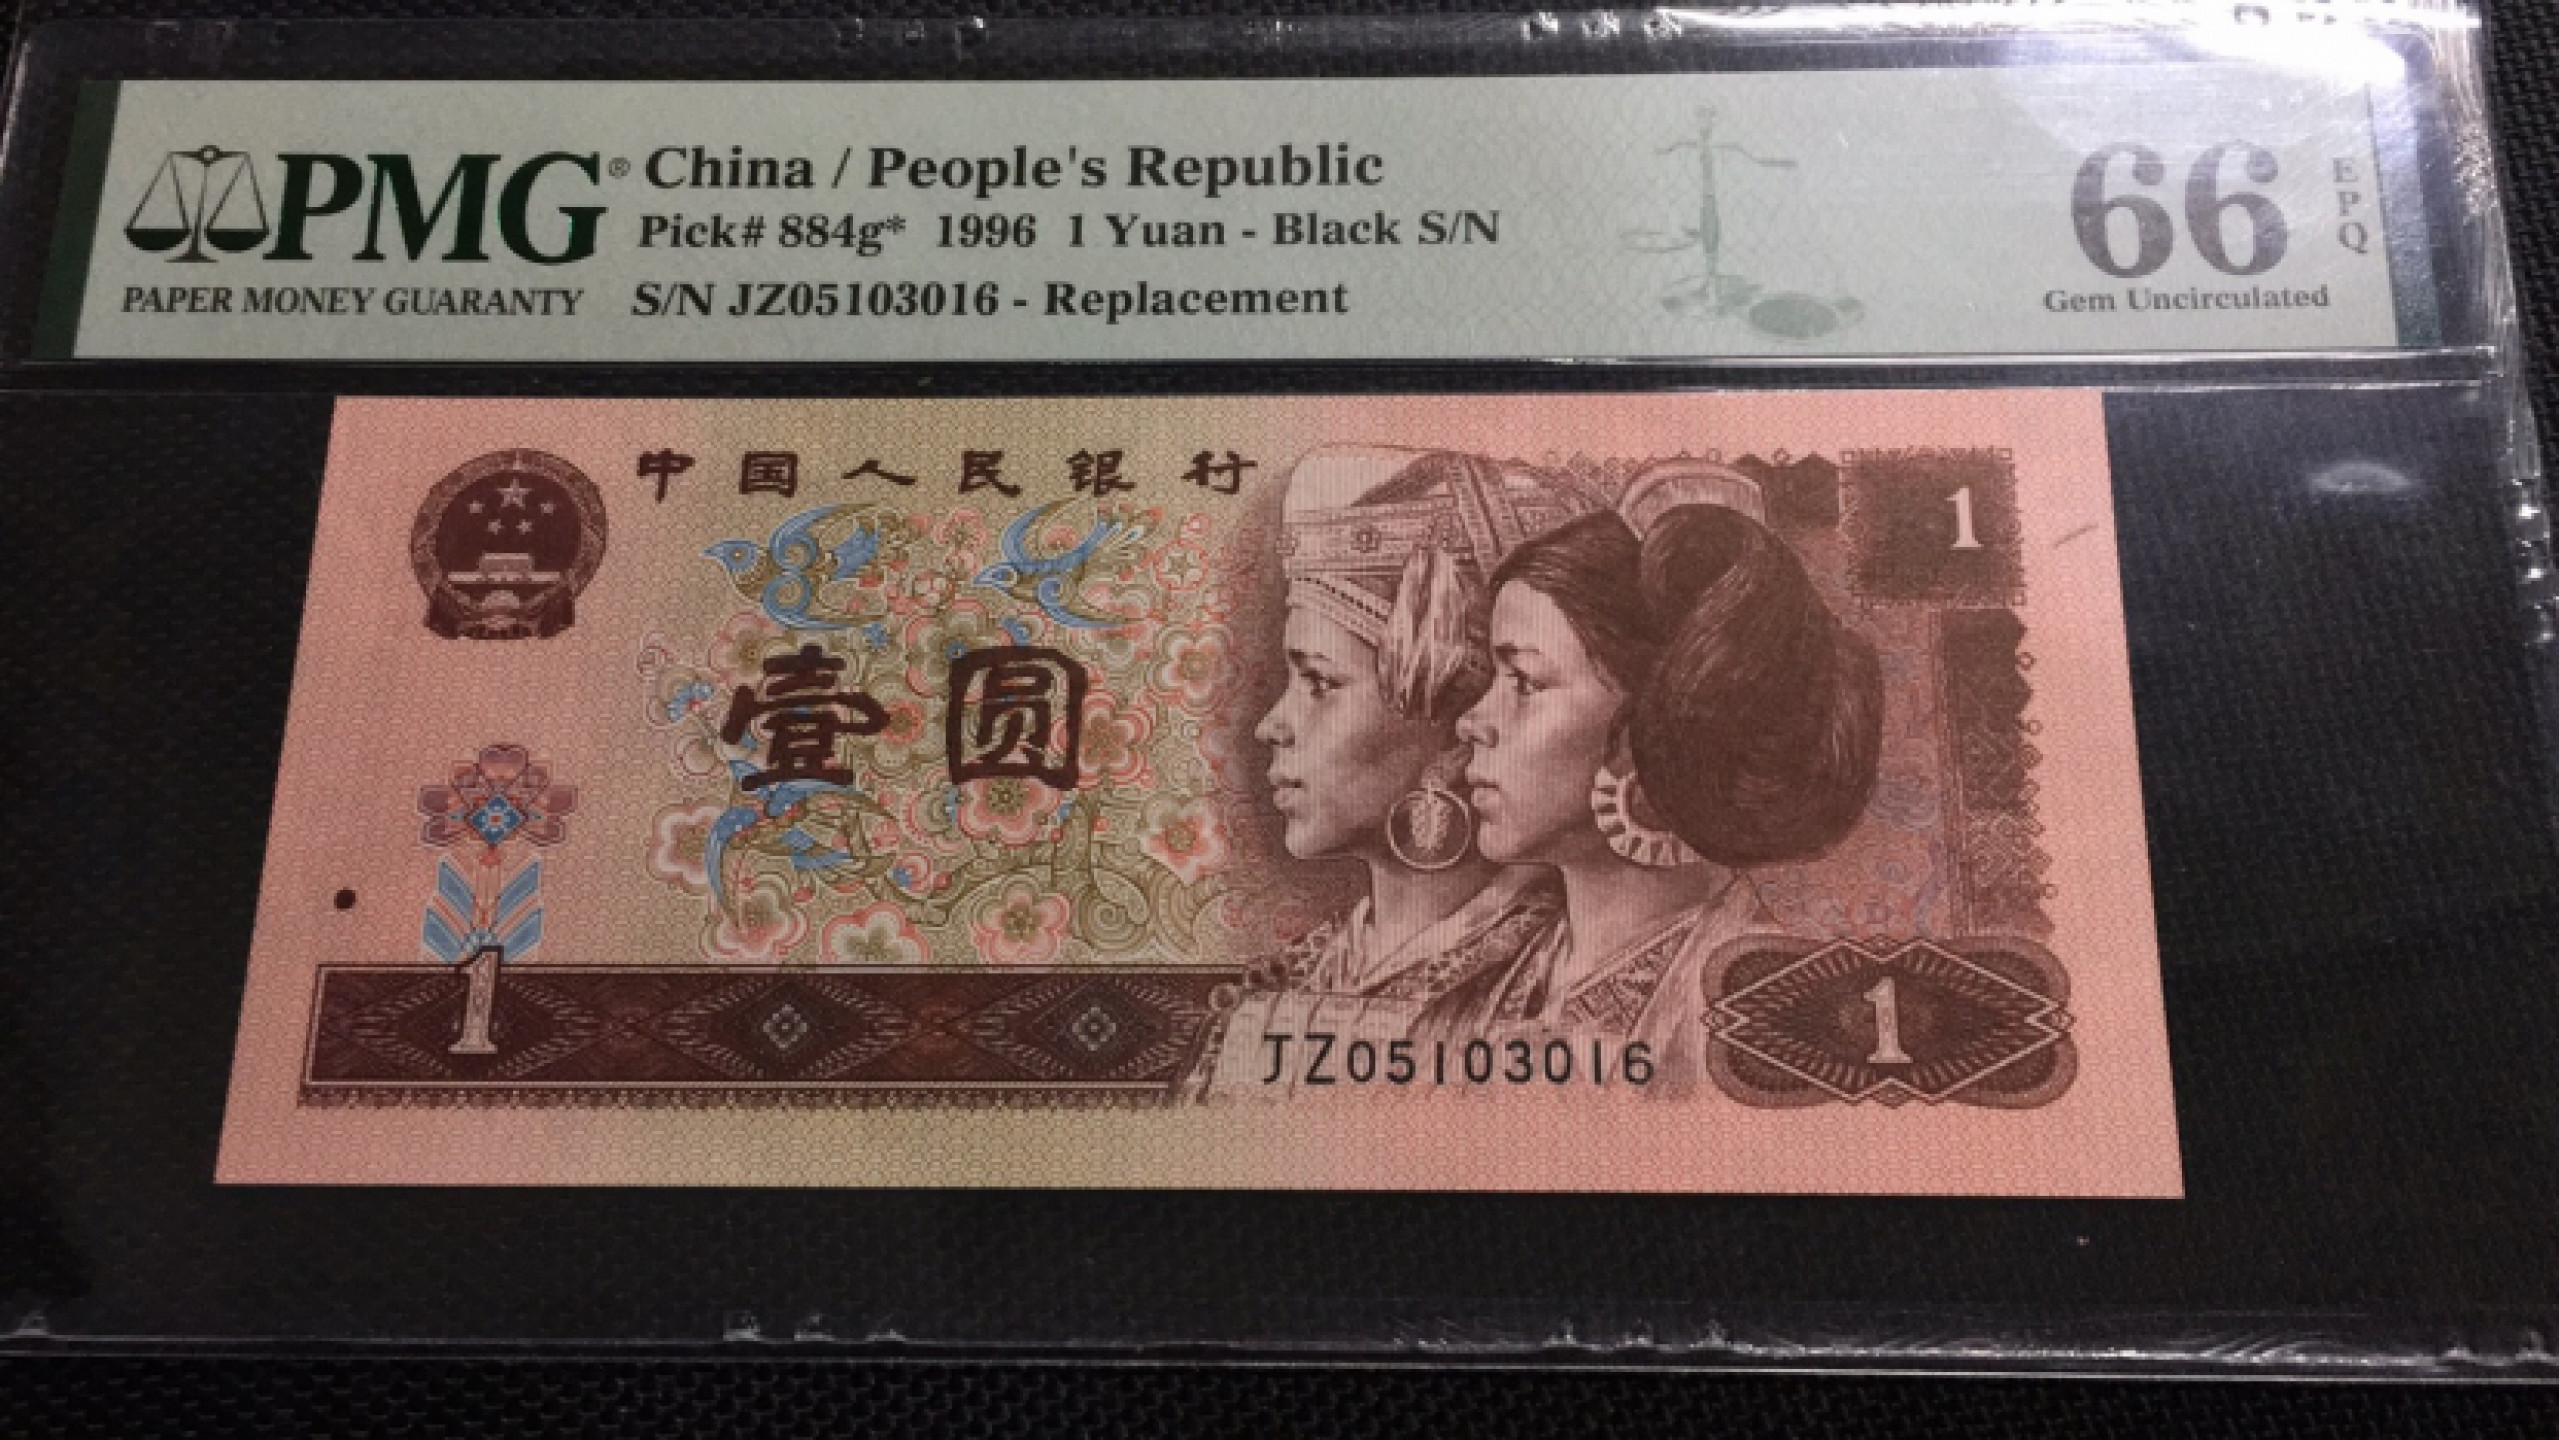 PMG® China / People's Republic
Pick# 884g* 1996 1 Yuan - Black S/N
PAPER MONEY GUARANTY S/N JZ05103016 - Replacement
66 EPQ
Gem Uncirculated
中国人民银行
1
壹圆
1
JZ05103016
1